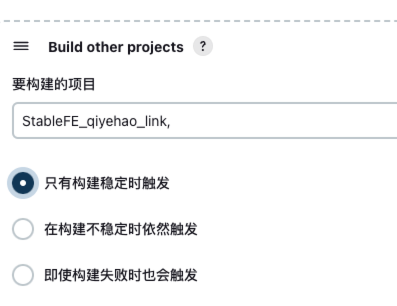 Build other projects ?
要构建的项目
StableFE_qiyehao_link,
只有构建稳定时触发
在构建不稳定时依然触发
即使构建失败时也会触发